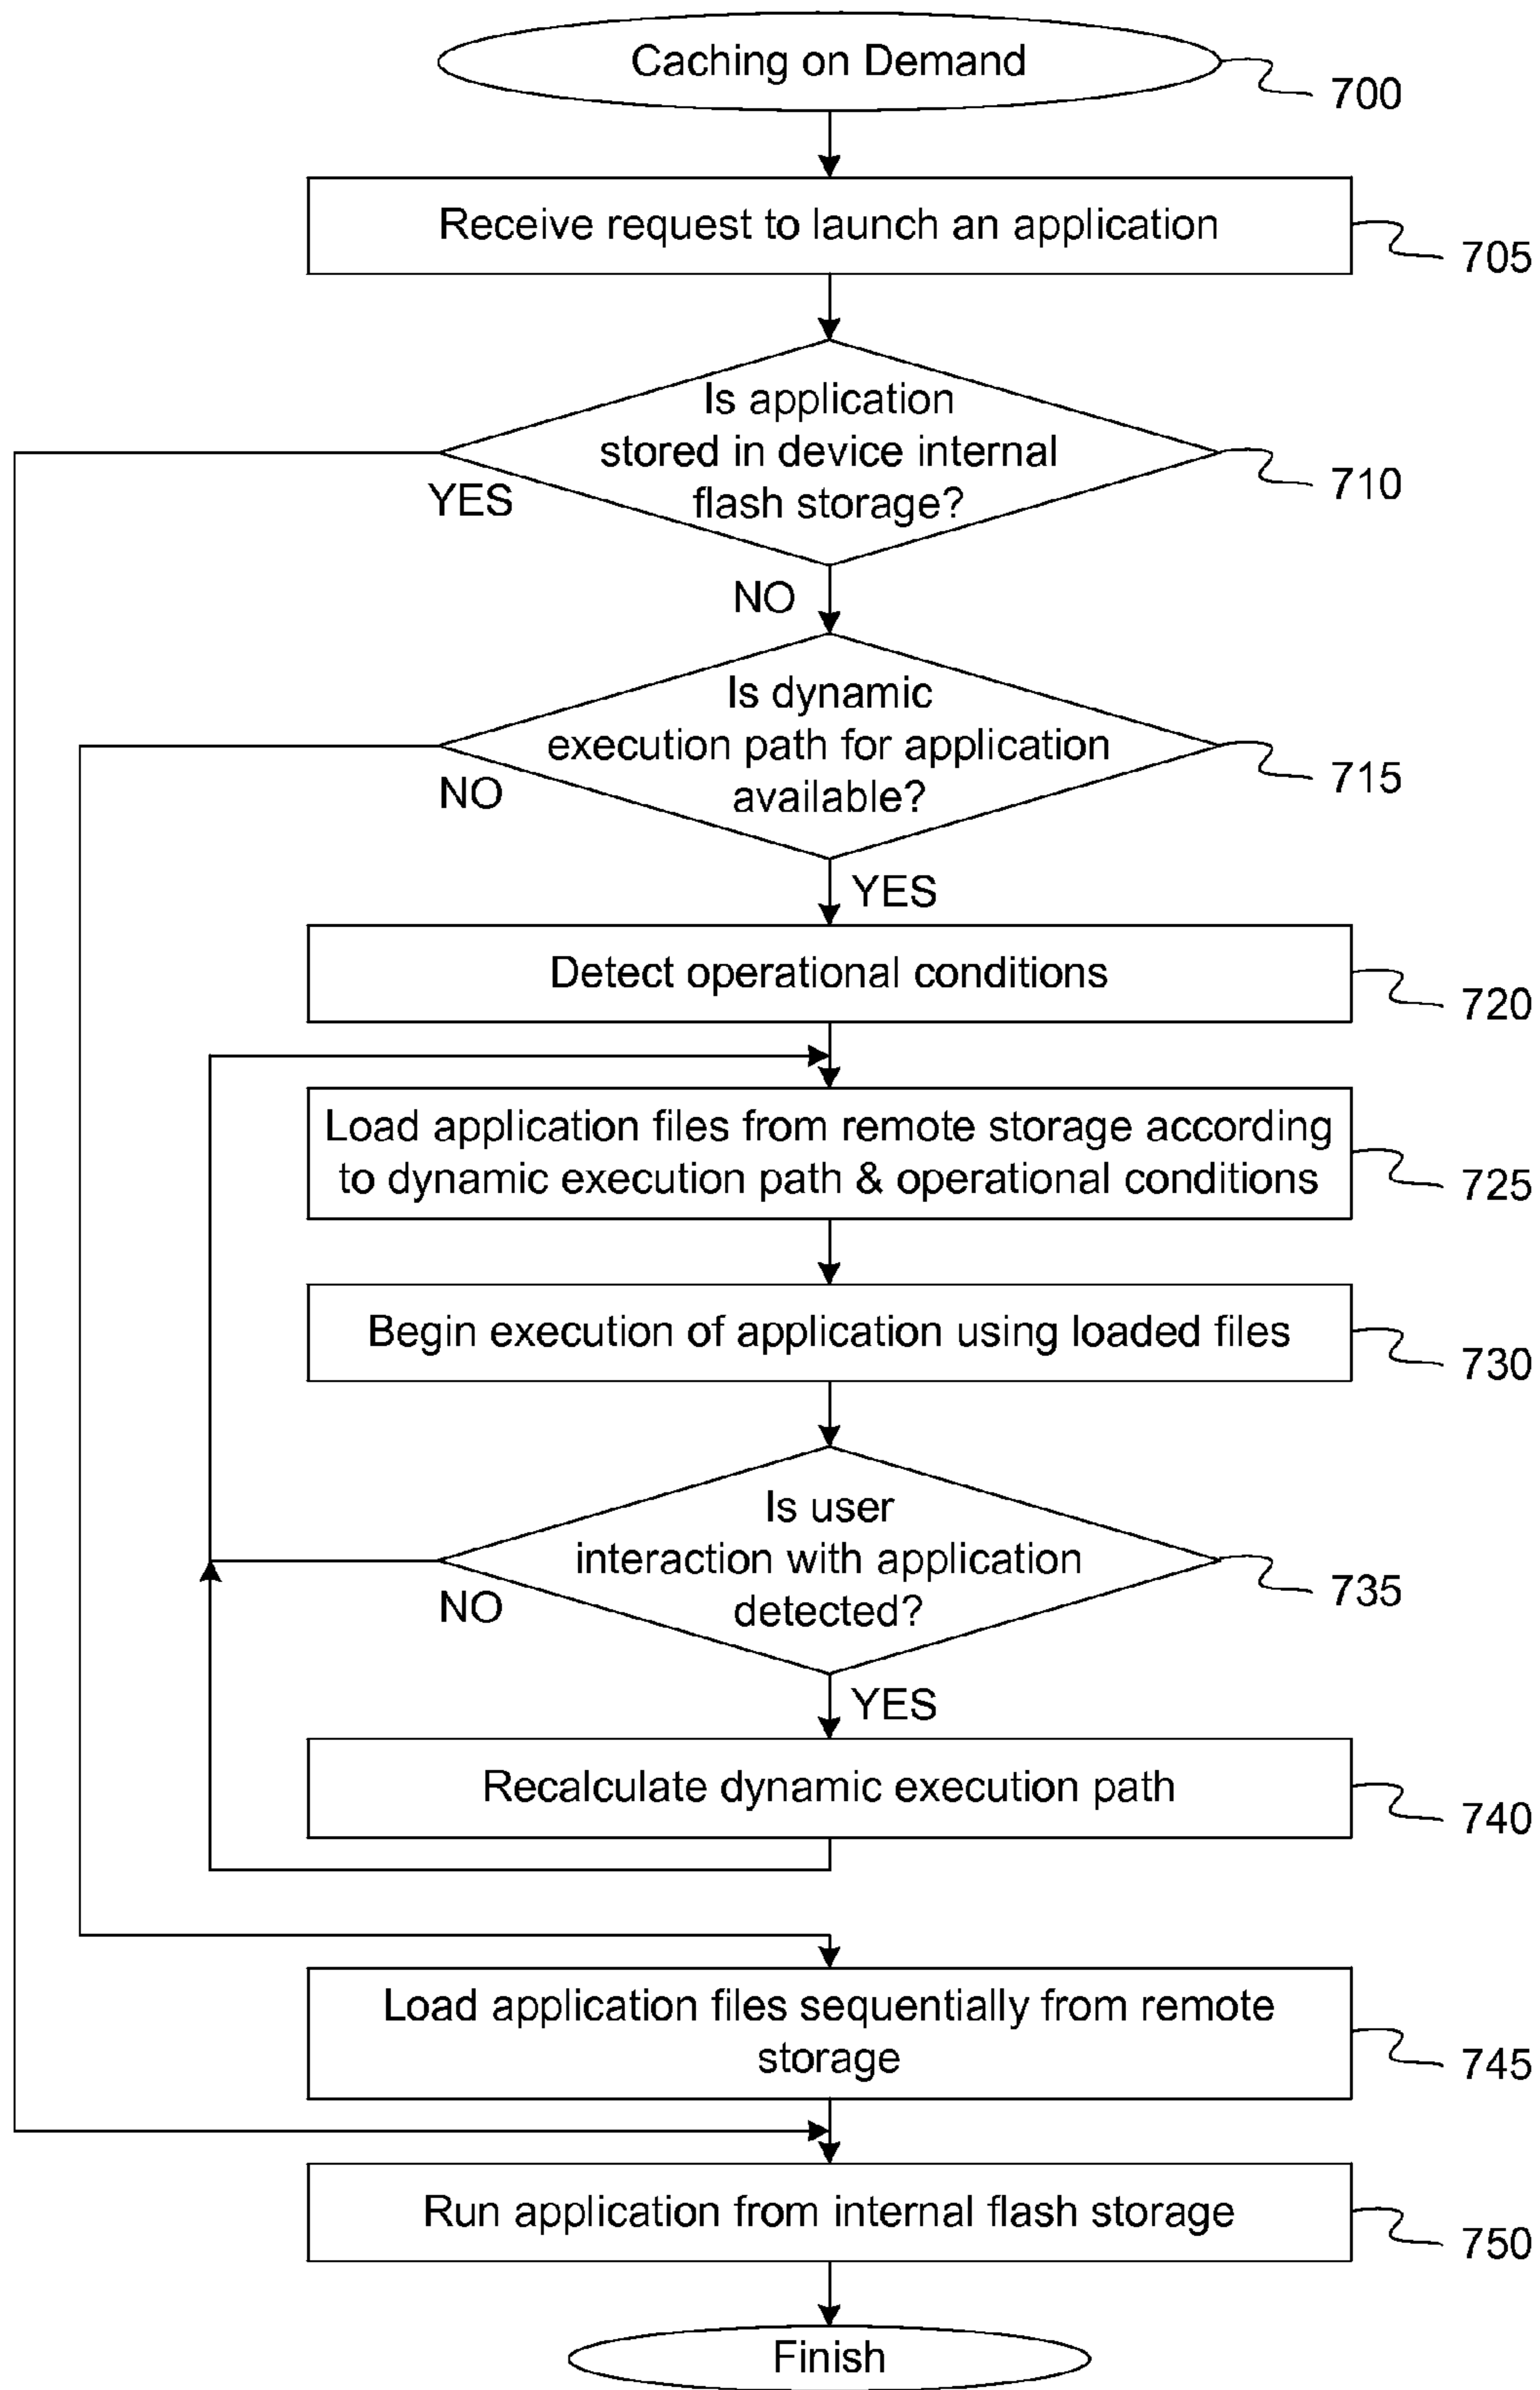 Caching on Demand
700
Receive request to launch an application
705
Is application
stored in device internal
flash storage?
710
YES
NO
Is dynamic
execution path for application
available?
715
NO
YES
Detect operational conditions
720
Load application files from remote storage according
to dynamic execution path & operational conditions
725
Begin execution of application using loaded files
730
Is user
interaction with application
detected?
735
NO
YES
Recalculate dynamic execution path
740
Load application files sequentially from remote
storage
745
Run application from internal flash storage
750
Finish